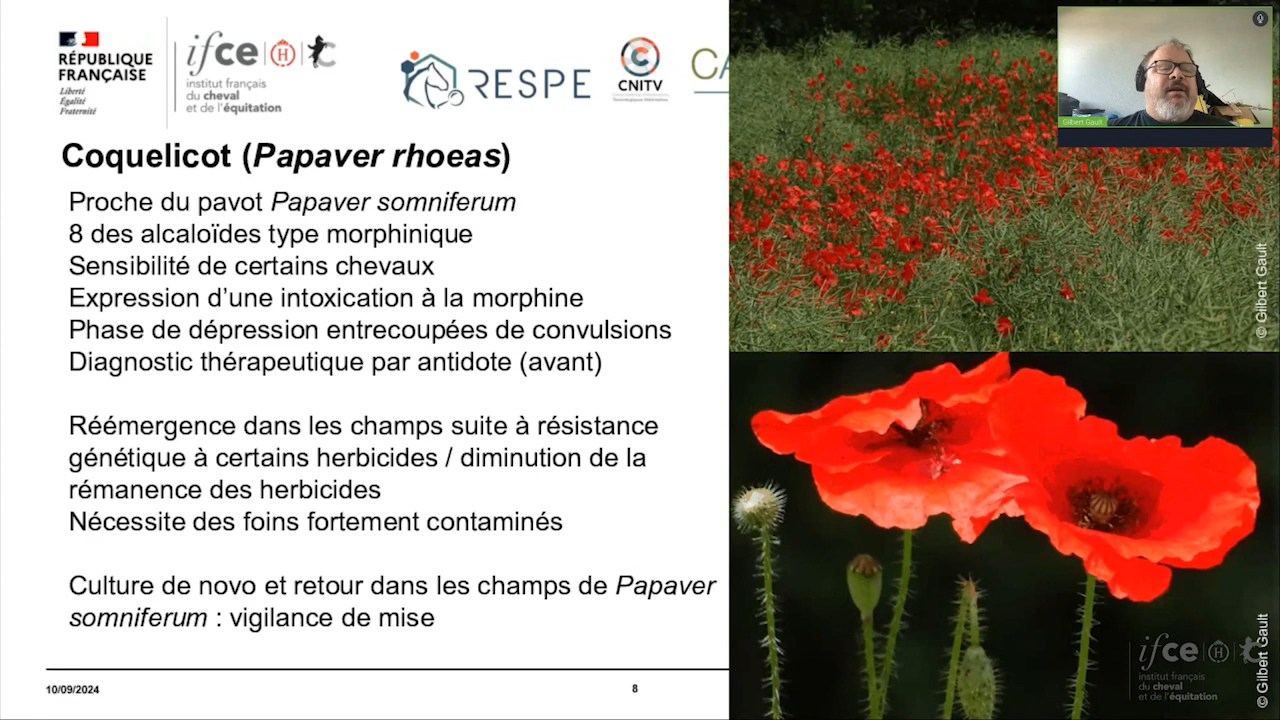 RÉPUBLIQUE
FRANÇAISE
Liberté
Égalité
Fraternité
ifce
institut français
du cheval
et de l'équitation
RESPE
CNITV
CA
Gilbert Gault
Coquelicot (Papaver rhoeas)
Proche du pavot Papaver somniferum
8 des alcaloïdes type morphinique
Sensibilité de certains chevaux
Expression d'une intoxication à la morphine
Phase de dépression entrecoupées de convulsions
Diagnostic thérapeutique par antidote (avant)
Réémergence dans les champs suite à résistance
génétique à certains herbicides / diminution de la
rémanence des herbicides
Nécessite des foins fortement contaminés
Culture de novo et retour dans les champs de Papaver
somniferum : vigilance de mise
10/09/2024
8
© Gilbert Gault
© Gilbert Gault
ifce
institut français
du cheval
et de l'équitation